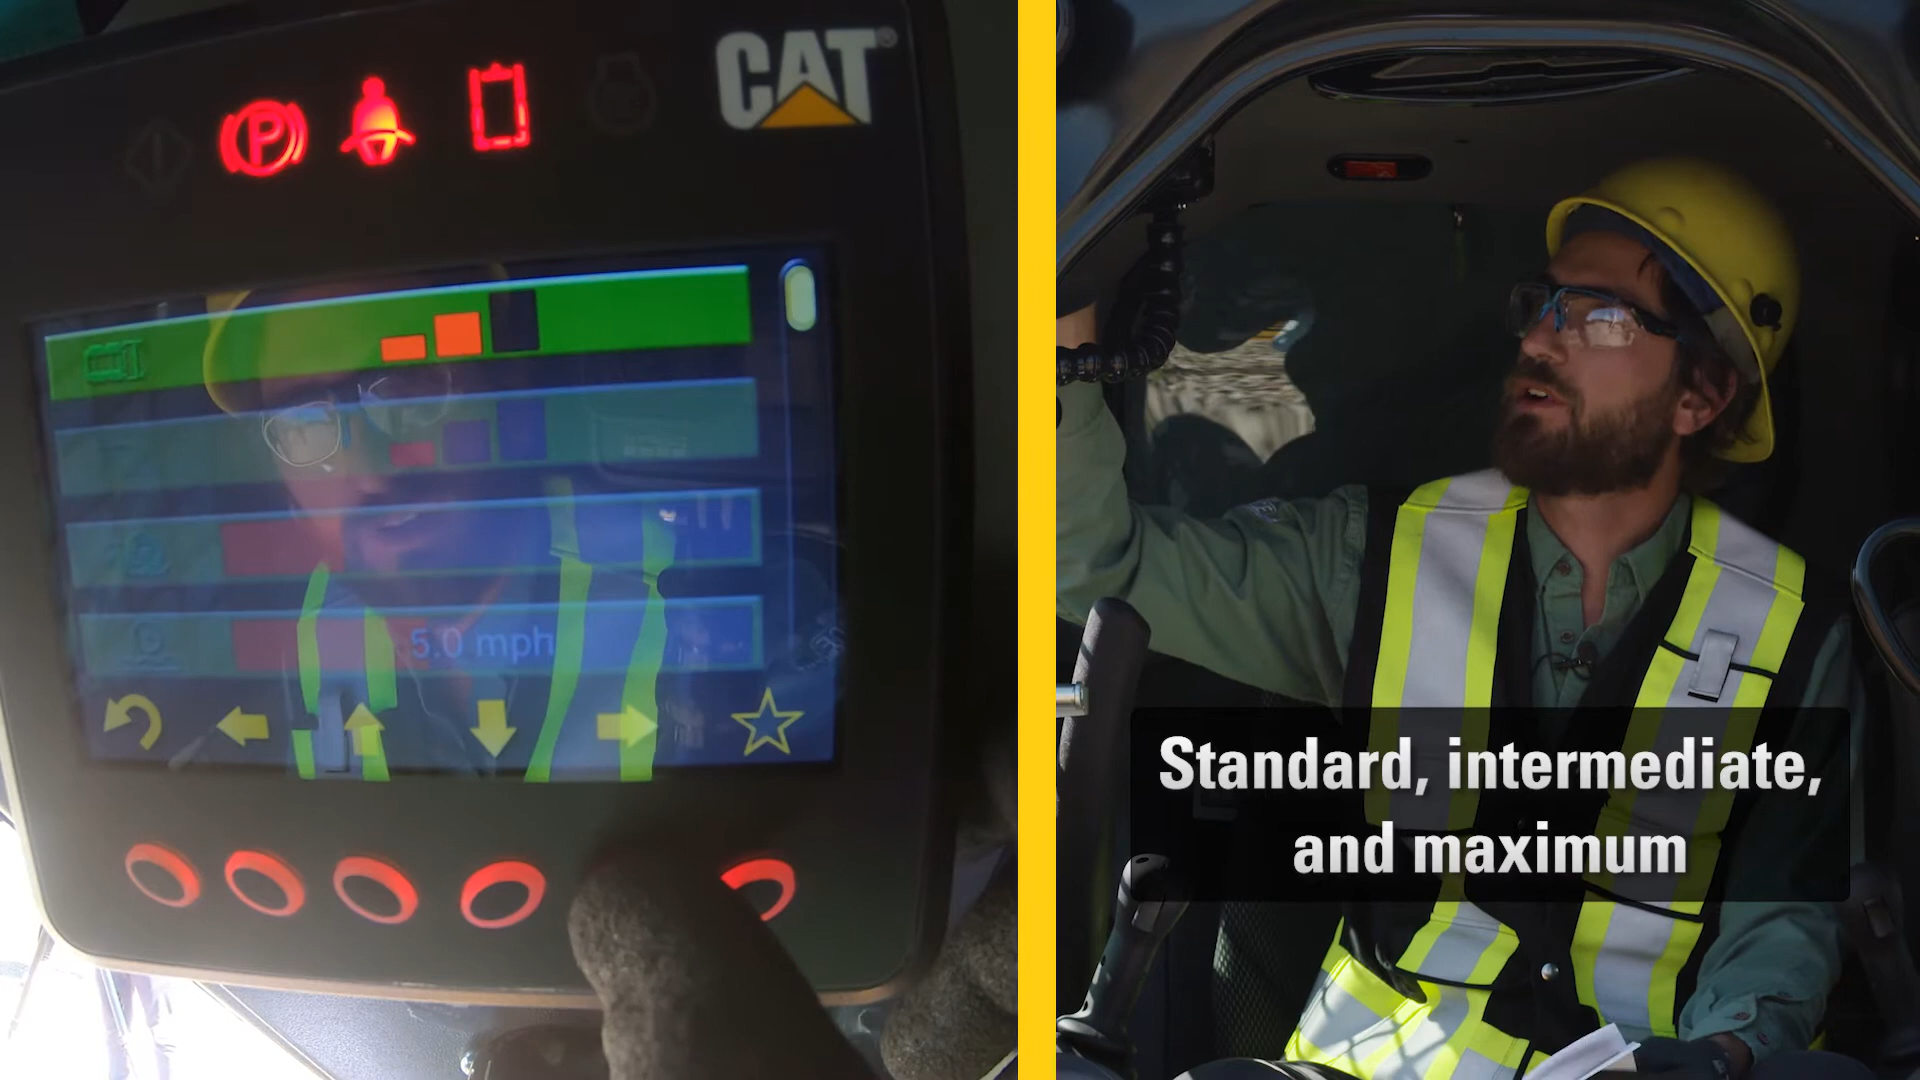 CAT
5.0 mph
Standard, intermediate,
and maximum